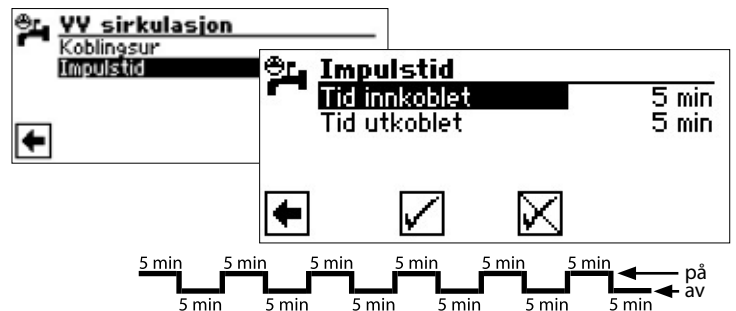 VV sirkulasjon
Koblingsur
Impulstid
Impulstid
Tid innkoblet 5 min
Tid utkoblet 5 min
5 min 5 min 5 min 5 min 5 min 5 min
på
av
5 min 5 min 5 min 5 min 5 min 5 min